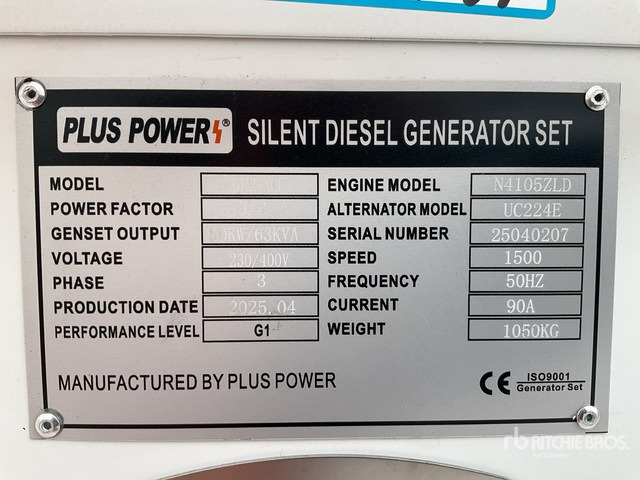 PLUS POWER® SILENT DIESEL GENERATOR SET
MODEL ENGINE MODEL N4105ZLD
POWER FACTOR ALTERNATOR MODEL UC224E
GENSET OUTPUT 50KW/63KVA SERIAL NUMBER 25040207
VOLTAGE 230/400V SPEED 1500
PHASE 3 FREQUENCY 50HZ
PRODUCTION DATE 2025.04 CURRENT 90A
PERFORMANCE LEVEL G1 WEIGHT 1050KG
MANUFACTURED BY PLUS POWER
CE ISO9001
Generator Set
rb RITCHIE BROS.